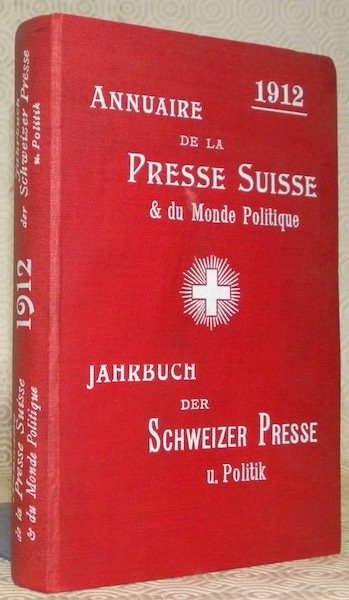 1912
ANNUAIRE
DE LA
PRESSE SUISSE
& du Monde Politique
JAHRBUCH
DER
SCHWEIZER PRESSE
u. Politik
de la Presse Suisse
& du Monde Politique
1912
Jahrbuch
der Schweizer Presse
u. Politik